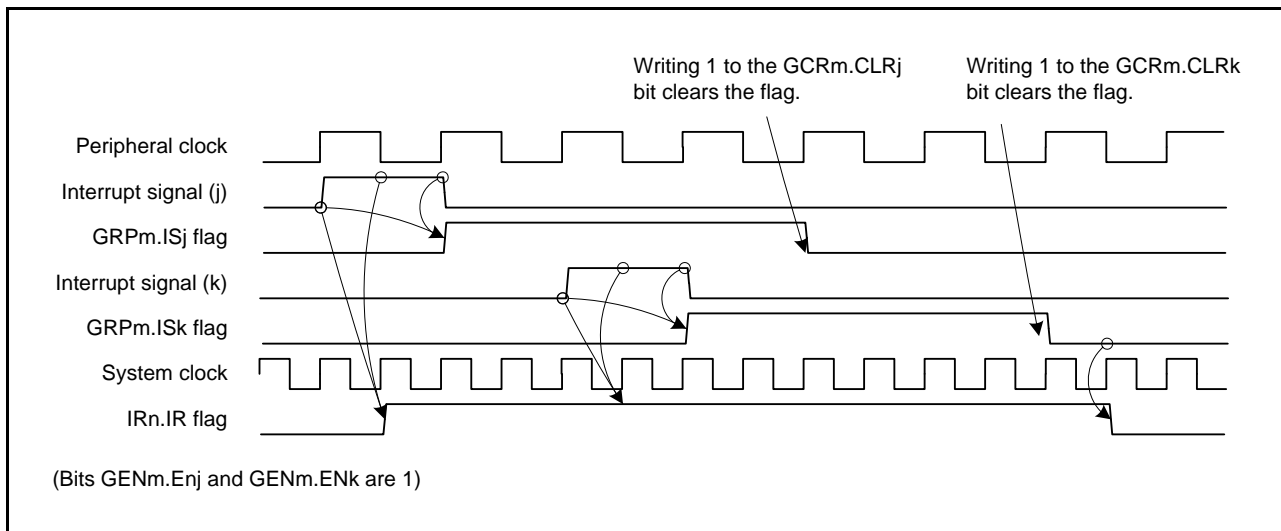 Writing 1 to the GCRm.CLRj
bit clears the flag.
Writing 1 to the GCRm.CLRk
bit clears the flag.
Peripheral clock
Interrupt signal (j)
GRPm.ISj flag
Interrupt signal (k)
GRPm.ISk flag
System clock
IRn.IR flag
(Bits GENm.Enj and GENm.ENk are 1)